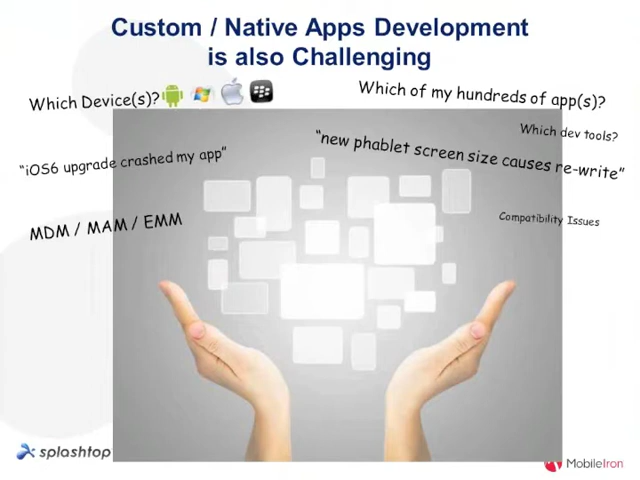 Custom / Native Apps Development
is also Challenging
Which Device(s)?
Which of my hundreds of app(s)?
Which dev tools?
"iOS6 upgrade crashed my app"
"new phablet screen size causes re-write"
MDM / MAM / EMM
Compatibility Issues
splashtop
MobileIron